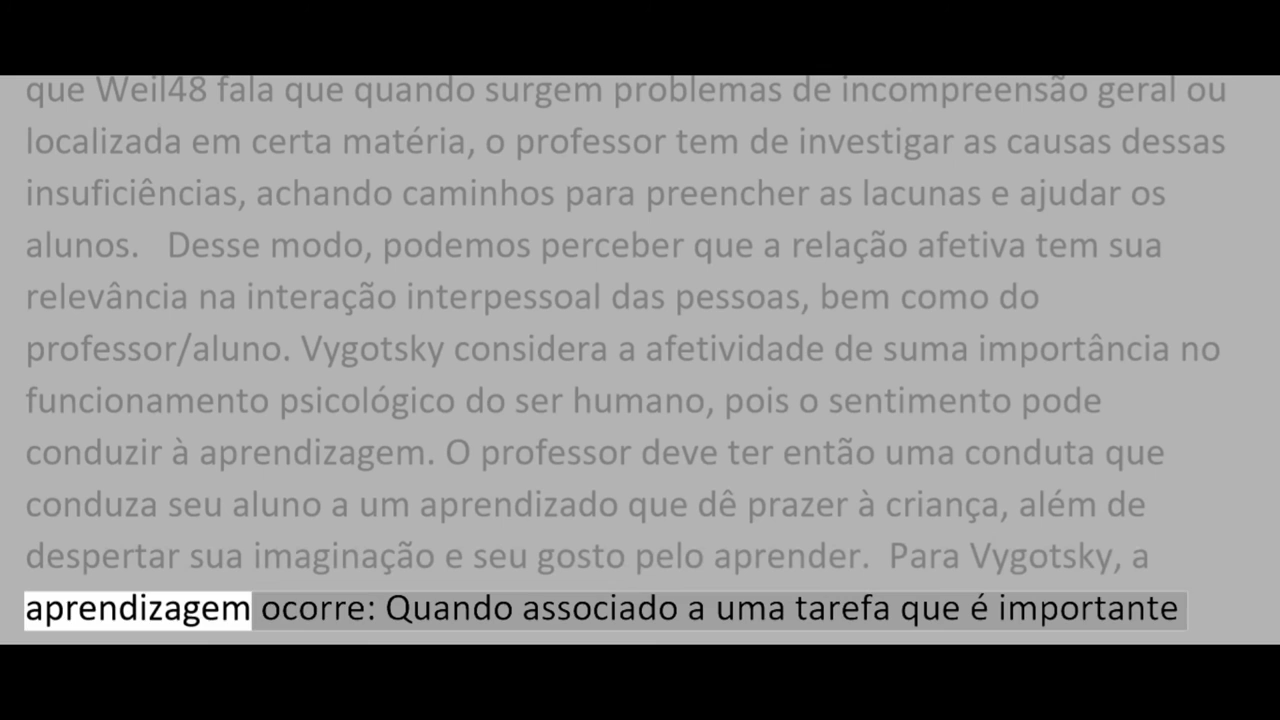 que Weil48 fala que quando surgem problemas de incompreensão geral ou
localizada em certa matéria, o professor tem de investigar as causas dessas
insuficiências, achando caminhos para preencher as lacunas e ajudar os
alunos.   Desse modo, podemos perceber que a relação afetiva tem sua
relevância na interação interpessoal das pessoas, bem como do
professor/aluno. Vygotsky considera a afetividade de suma importância no
funcionamento psicológico do ser humano, pois o sentimento pode
conduzir à aprendizagem. O professor deve ter então uma conduta que
conduza seu aluno a um aprendizado que dê prazer à criança, além de
despertar sua imaginação e seu gosto pelo aprender.  Para Vygotsky, a
aprendizagem ocorre: Quando associado a uma tarefa que é importante